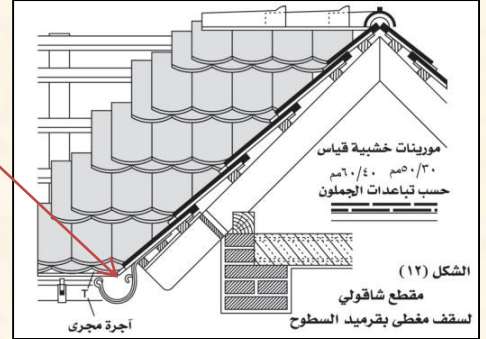 مورينات خشبية قياس
٥٠/٣٠مم ٦٠/٤٠مم
حسب تباعدات الجملون
الشكل (١٢)
مقطع شاقولي
لسقف مغطى بقرميد السطوح
T
آجرة مجرى